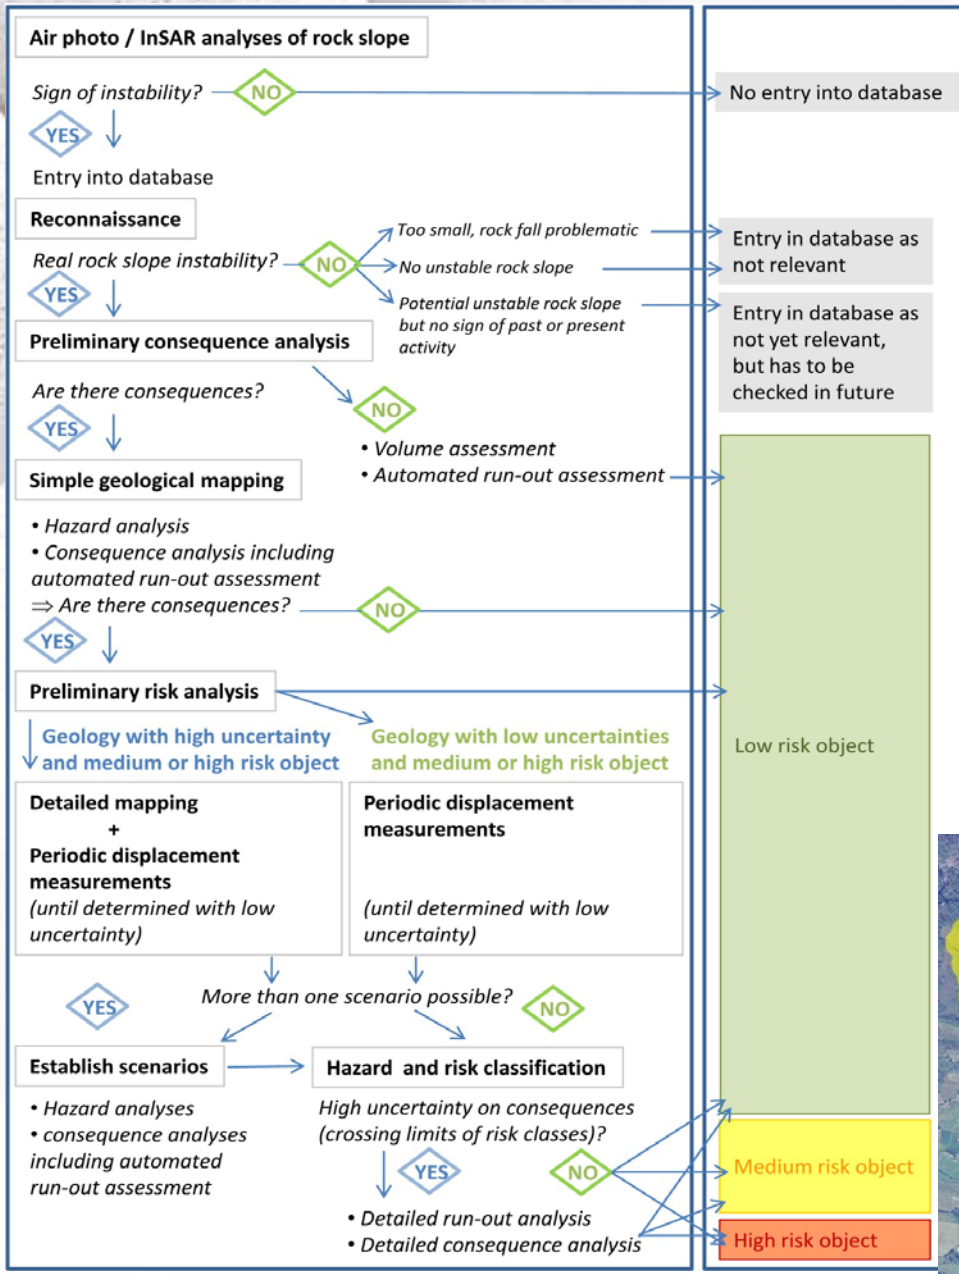 Air photo / InSAR analyses of rock slope
Sign of instability?
NO
No entry into database
YES
Entry into database
Reconnaissance
Real rock slope instability?
NO
Too small, rock fall problematic
No unstable rock slope
Potential unstable rock slope
but no sign of past or present
activity
Entry in database as
not relevant
Entry in database as
not yet relevant,
but has to be
checked in future
YES
Preliminary consequence analysis
Are there consequences?
NO
YES
• Volume assessment
• Automated run-out assessment
Simple geological mapping
• Hazard analysis
• Consequence analysis including
automated run-out assessment
⇒ Are there consequences?
NO
YES
Preliminary risk analysis
Geology with high uncertainty
and medium or high risk object
Geology with low uncertainties
and medium or high risk object
Low risk object
Detailed mapping
+
Periodic displacement
measurements
(until determined with low
uncertainty)
Periodic displacement
measurements
(until determined with low
uncertainty)
More than one scenario possible?
YES
NO
Establish scenarios
• Hazard analyses
• consequence analyses
including automated
run-out assessment
Hazard and risk classification
High uncertainty on consequences
(crossing limits of risk classes)?
YES
NO
• Detailed run-out analysis
• Detailed consequence analysis
Medium risk object
High risk object